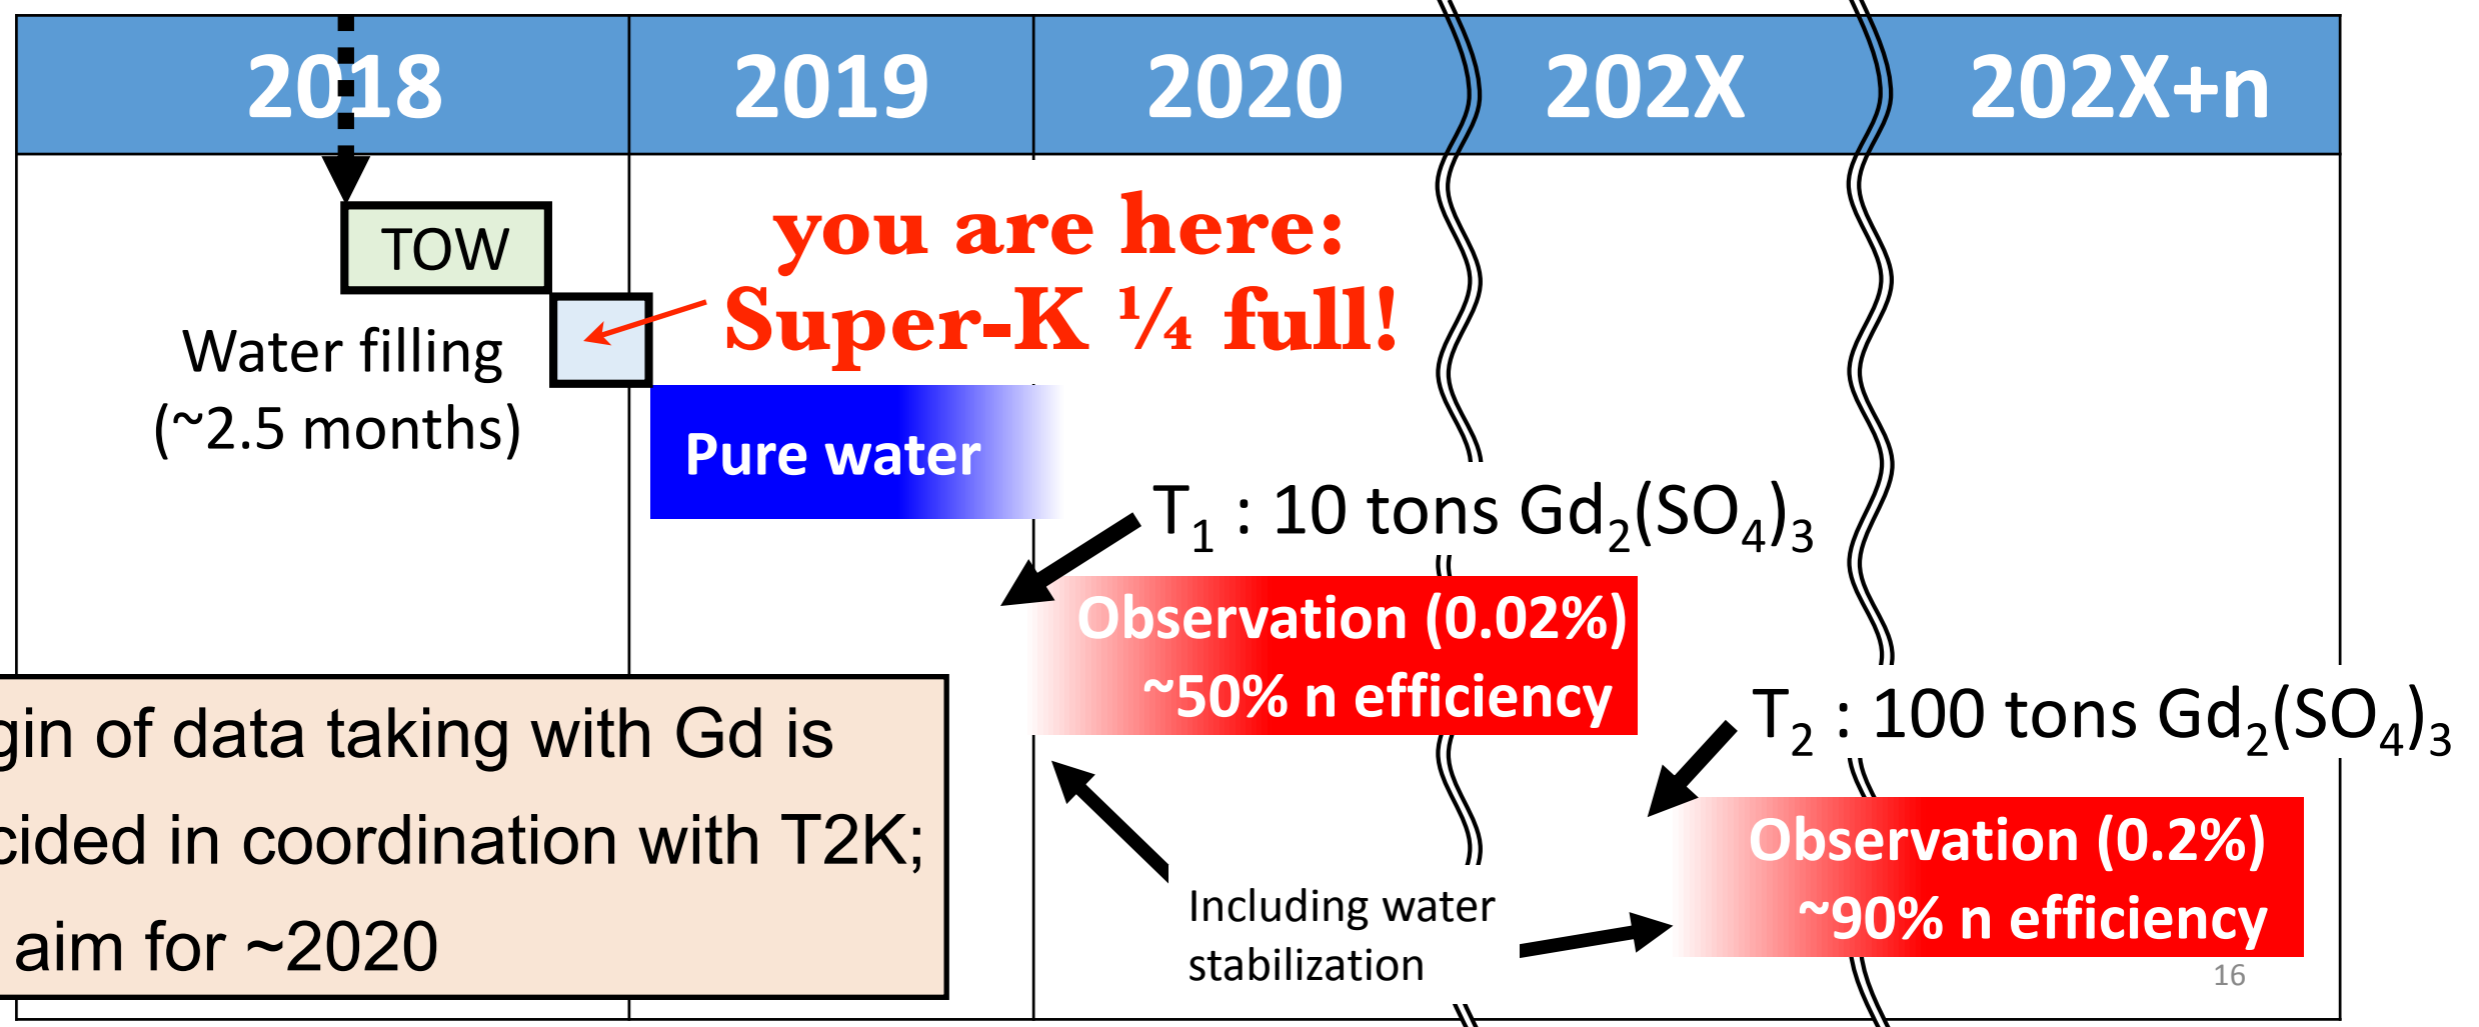 2018 2019 2020 202X 202X+n
TOW
you are here:
Super-K ¼ full!
Water filling
(~2.5 months)
Pure water
T₁ : 10 tons Gd₂(SO₄)₃
Observation (0.02%)
~50% n efficiency
T₂ : 100 tons Gd₂(SO₄)₃
Observation (0.2%)
~90% n efficiency
gin of data taking with Gd is
cided in coordination with T2K;
aim for ~2020
Including water
stabilization
16